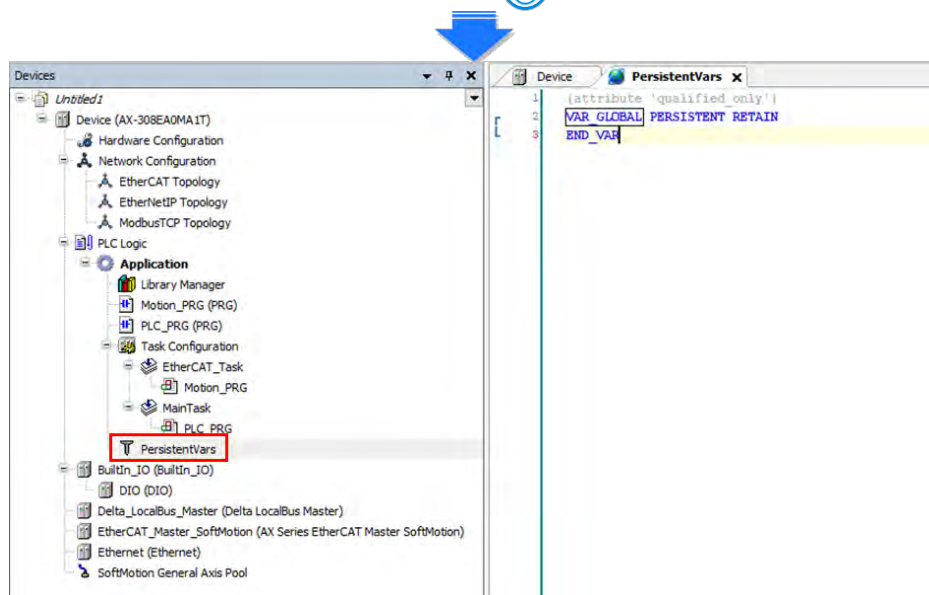 Devices
Untitled1
Device (AX-308EA0MA1T)
Hardware Configuration
Network Configuration
EtherCAT Topology
EtherNetIP Topology
ModbusTCP Topology
PLC Logic
Application
Library Manager
Motion_PRG (PRG)
PLC_PRG (PRG)
Task Configuration
EtherCAT_Task
Motion_PRG
MainTask
PLC_PRG
PersistentVars
BuiltIn_IO (BuiltIn_IO)
DIO (DIO)
Delta_LocalBus_Master (Delta LocalBus Master)
EtherCAT_Master_SoftMotion (AX Series EtherCAT Master SoftMotion)
Ethernet (Ethernet)
SoftMotion General Axis Pool
Device PersistentVars
1 {attribute 'qualified_only'}
2 VAR_GLOBAL PERSISTENT RETAIN
3 END_VAR